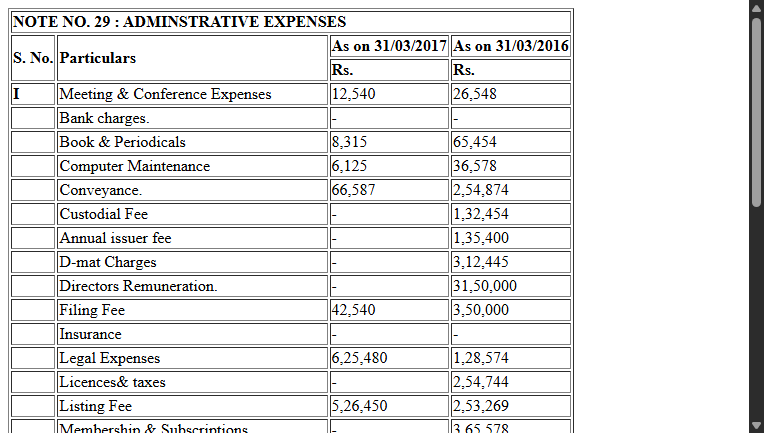 NOTE NO. 29 : ADMINSTRATIVE EXPENSES
S. No. Particulars As on 31/03/2017 As on 31/03/2016
Rs. Rs.
I Meeting & Conference Expenses 12,540 26,548
Bank charges. - -
Book & Periodicals 8,315 65,454
Computer Maintenance 6,125 36,578
Conveyance. 66,587 2,54,874
Custodial Fee - 1,32,454
Annual issuer fee - 1,35,400
D-mat Charges - 3,12,445
Directors Remuneration. - 31,50,000
Filing Fee 42,540 3,50,000
Insurance - -
Legal Expenses 6,25,480 1,28,574
Licences& taxes - 2,54,744
Listing Fee 5,26,450 2,53,269
Membership & Subscriptions - 3,65,578